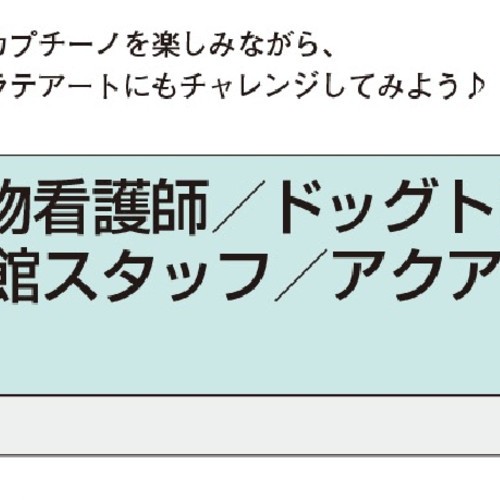 カプチーノを楽しみながら、
ラテアートにもチャレンジしてみよう♪
物看護師／ドッグト
館スタッフ／アクア